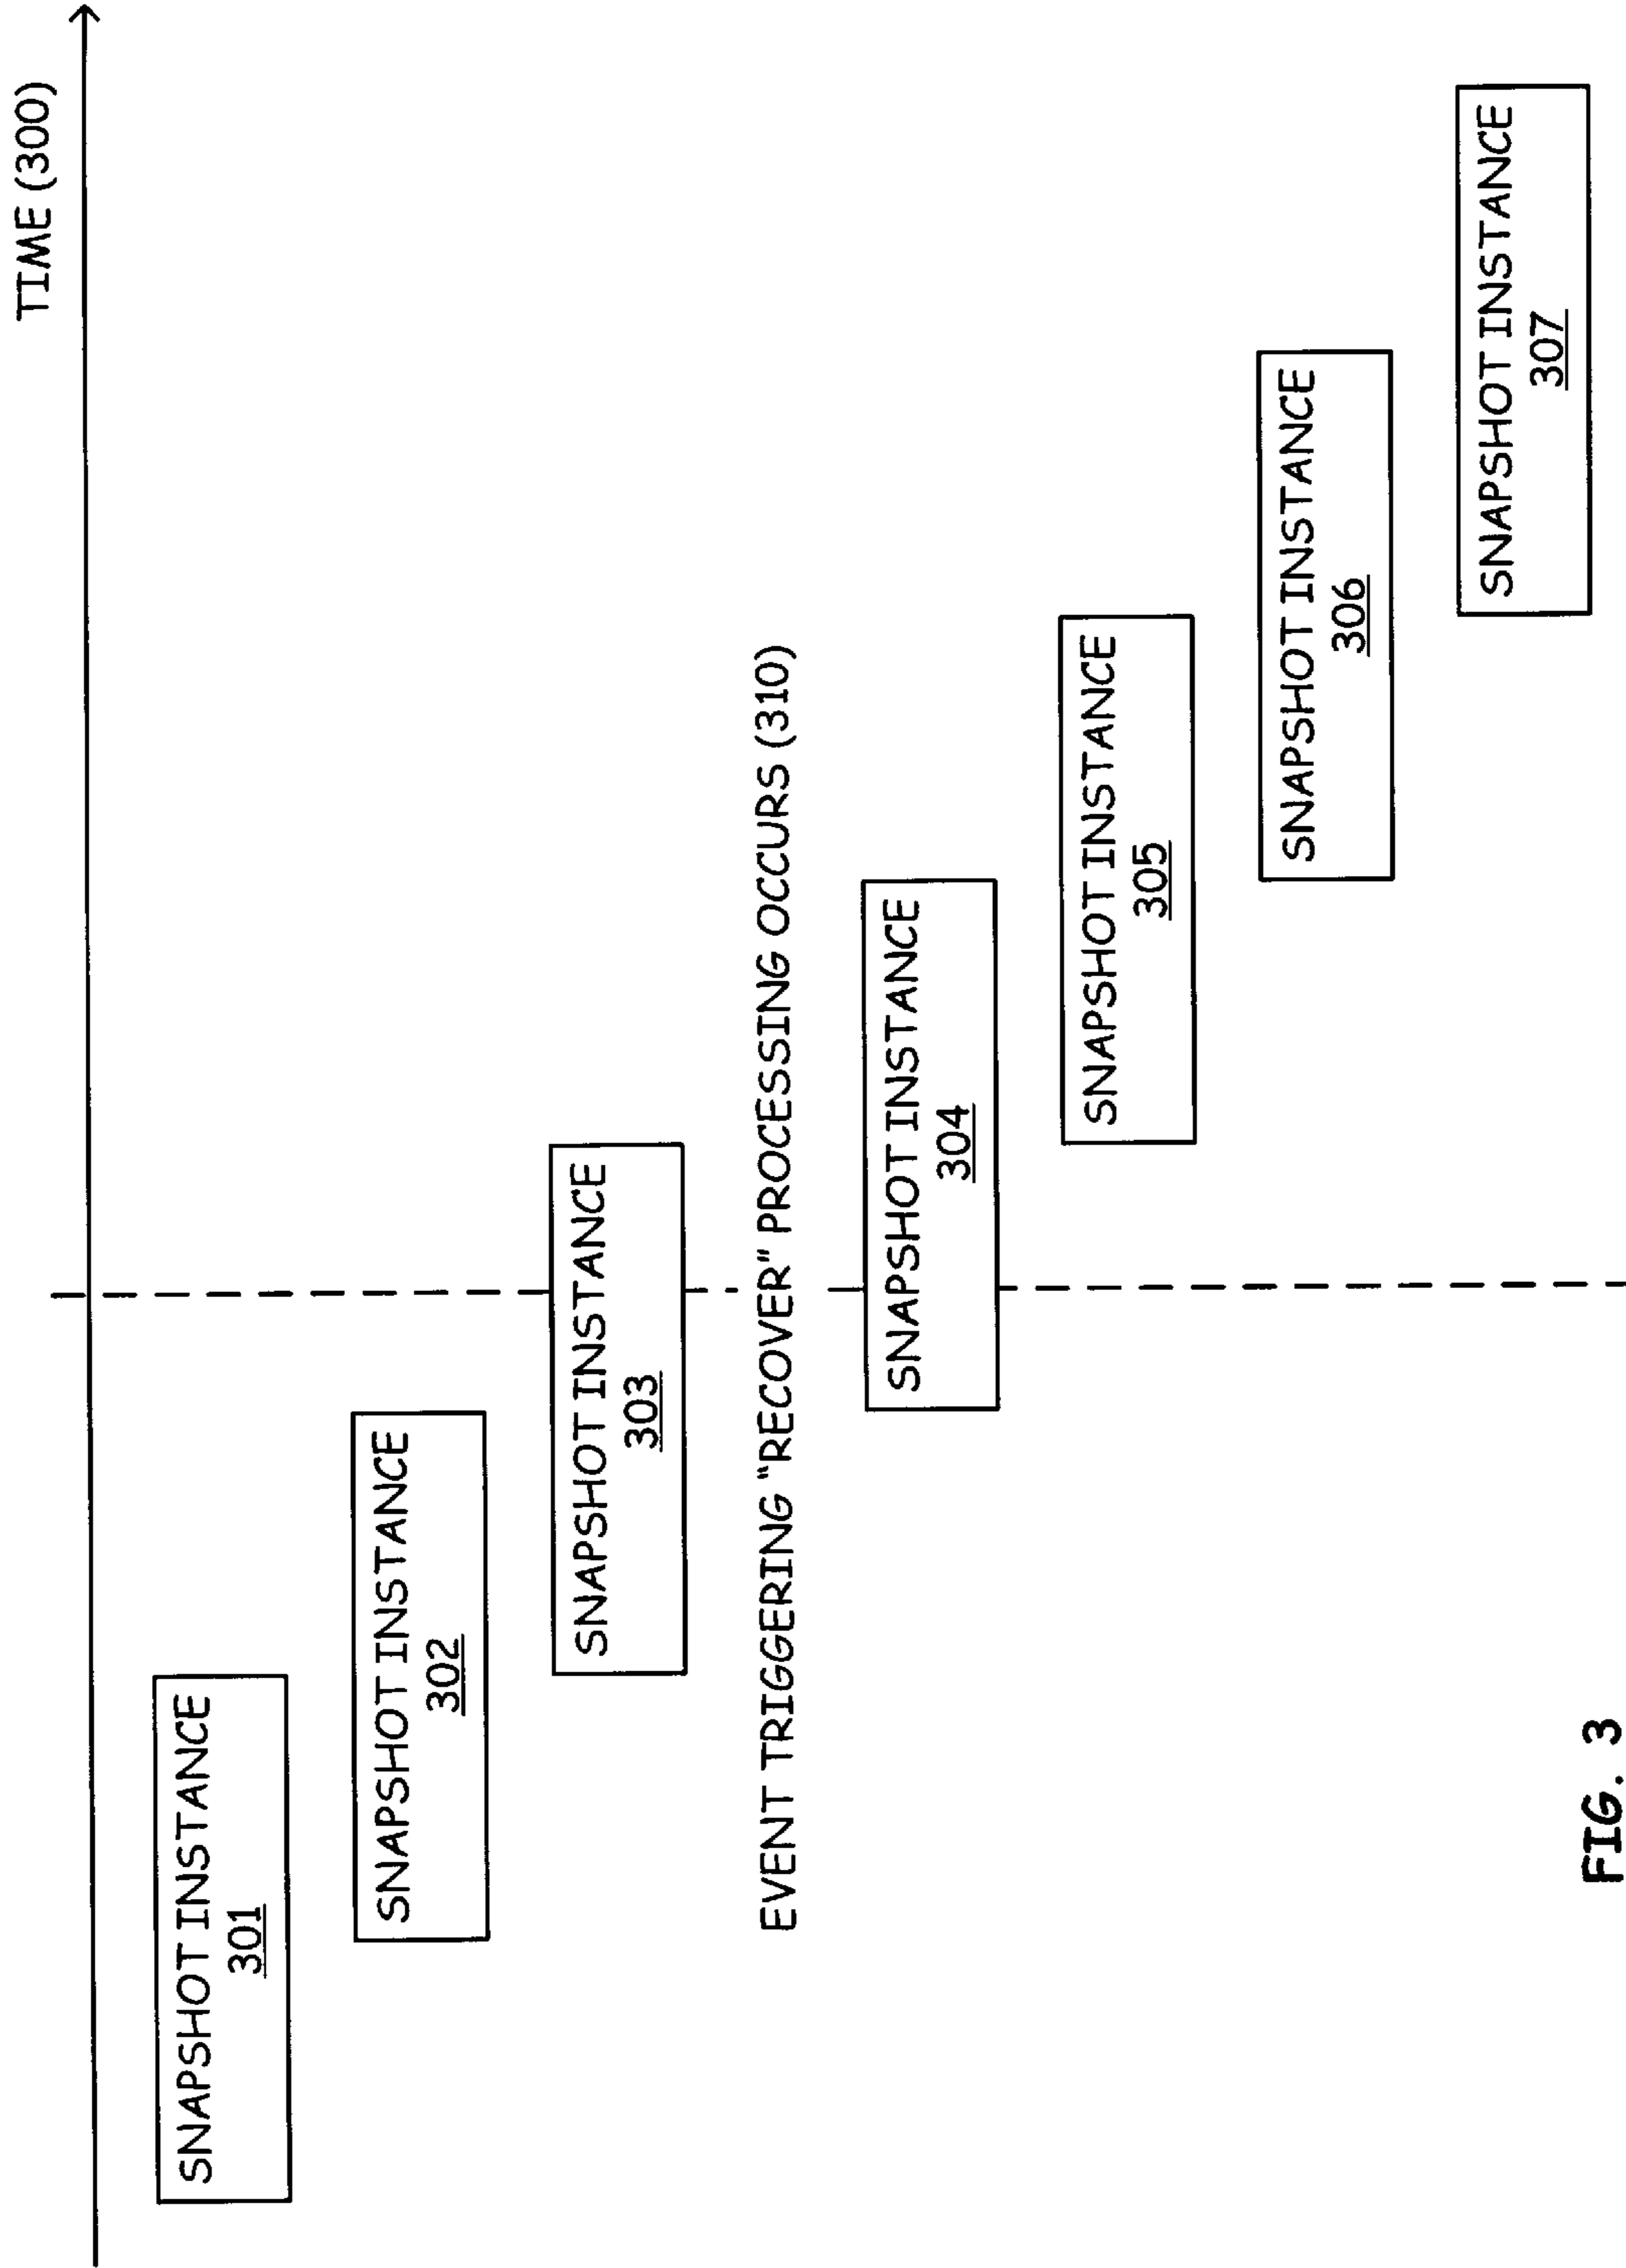 TIME (300)
SNAPSHOT INSTANCE
301
SNAPSHOT INSTANCE
302
SNAPSHOT INSTANCE
303
EVENT TRIGGERING "RECOVER" PROCESSING OCCURS (310)
SNAPSHOT INSTANCE
304
SNAPSHOT INSTANCE
305
SNAPSHOT INSTANCE
306
SNAPSHOT INSTANCE
307
FIG. 3